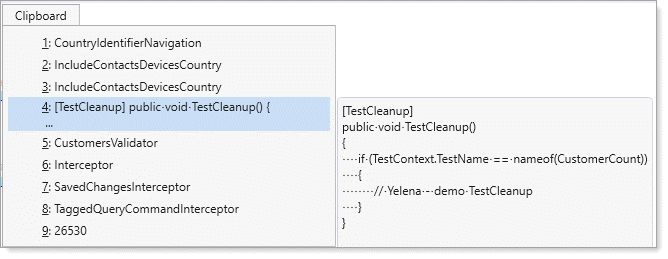 Clipboard
1: CountryIdentifierNavigation
2: IncludeContactsDevicesCountry
3: IncludeContactsDevicesCountry
4: [TestCleanup] public·void·TestCleanup() {
...
5: CustomersValidator
6: Interceptor
7: SavedChangesInterceptor
8: TaggedQueryCommandInterceptor
9: 26530
[TestCleanup]
public·void·TestCleanup()
{
····if·(TestContext.TestName·==·nameof(CustomerCount))
····{
········//·Yelena·-·demo·TestCleanup
····}
}